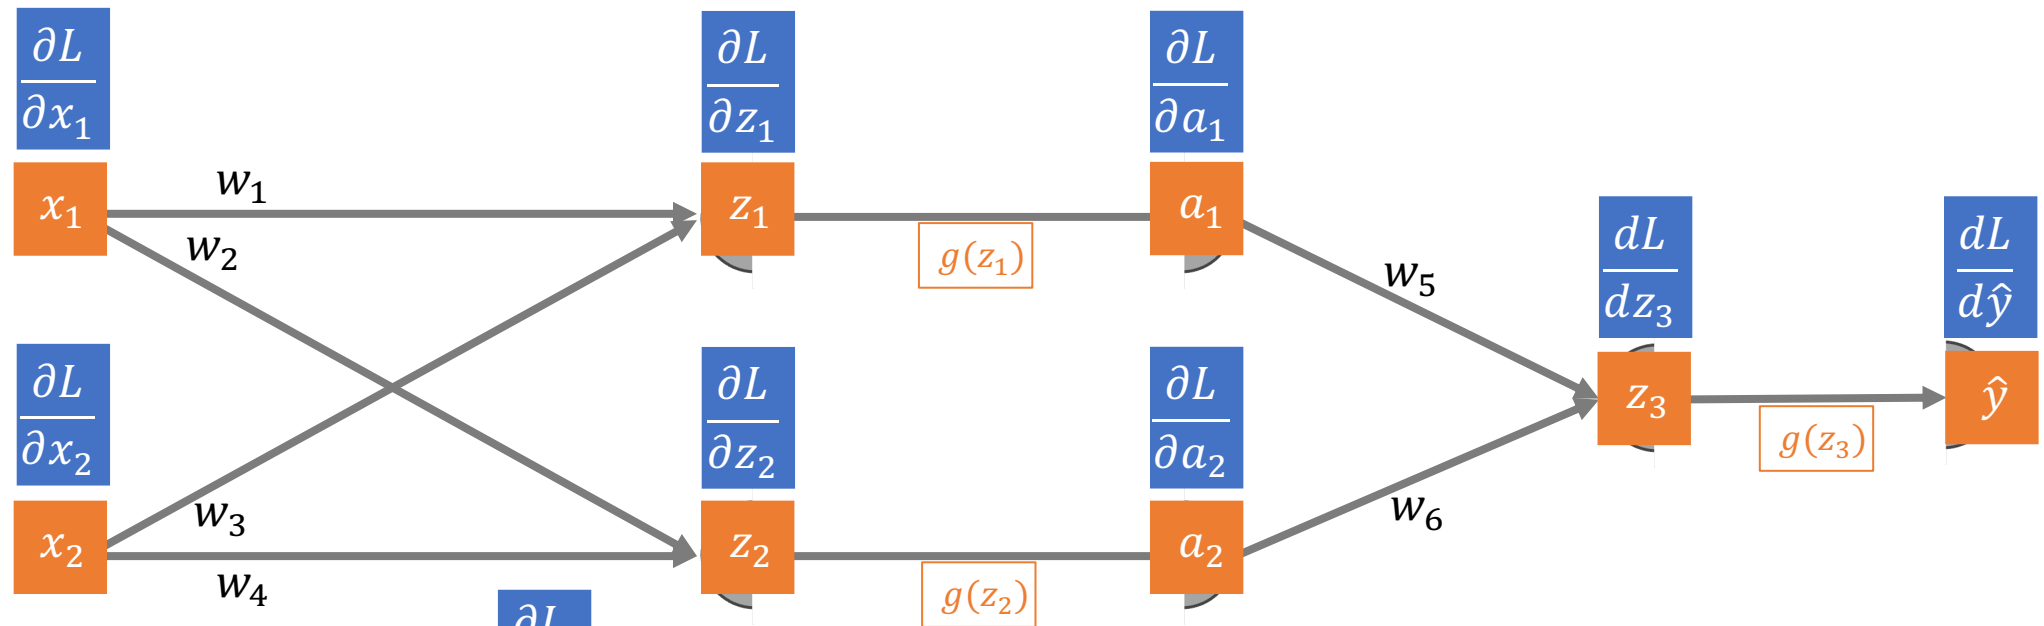 ∂L/∂x₁
∂L/∂z₁
∂L/∂a₁
x₁
w₁
z₁
a₁
w₂
g(z₁)
w₅
dL/dz₃
dL/dŷ
∂L/∂x₂
∂L/∂z₂
∂L/∂a₂
z₃
ŷ
g(z₃)
w₃
x₂
z₂
a₂
w₆
w₄
g(z₂)
∂L